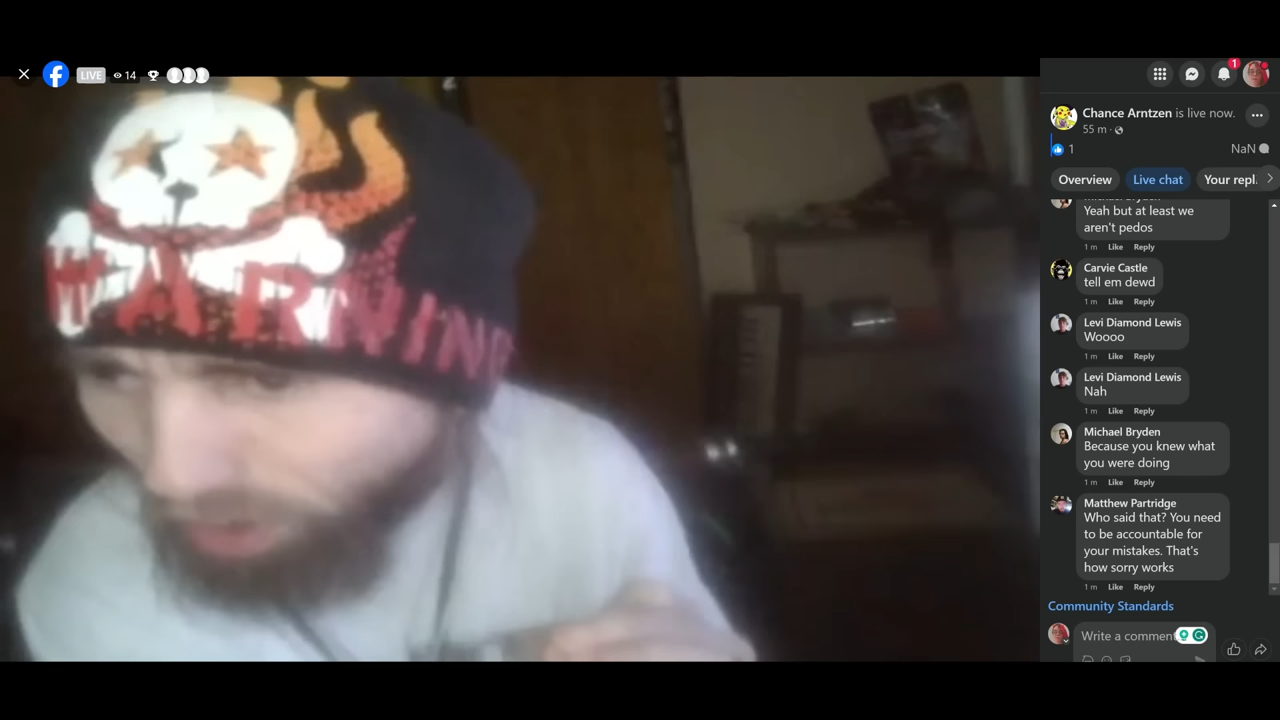 LIVE 14
WARNING
1
Chance Arntzen is live now.
55 m
1
NaN
Overview Live chat Your repl
Yeah but at least we
aren't pedos
1 m Like Reply
Carvie Castle
tell em dewd
1 m Like Reply
Levi Diamond Lewis
Woooo
1 m Like Reply
Levi Diamond Lewis
Nah
1 m Like Reply
Michael Bryden
Because you knew what
you were doing
1 m Like Reply
Matthew Partridge
Who said that? You need
to be accountable for
your mistakes. That's
how sorry works
1 m Like Reply
Community Standards
Write a comment